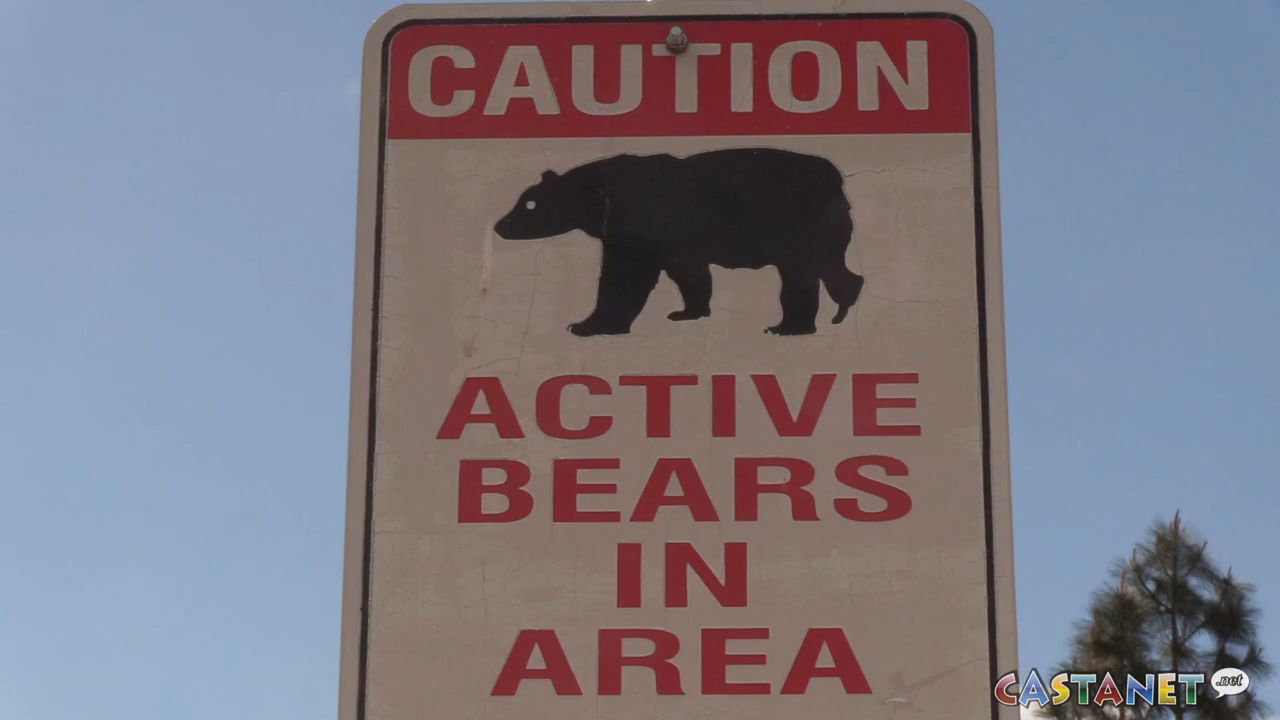 CAUTION
ACTIVE
BEARS
IN
AREA
CASTANET .net